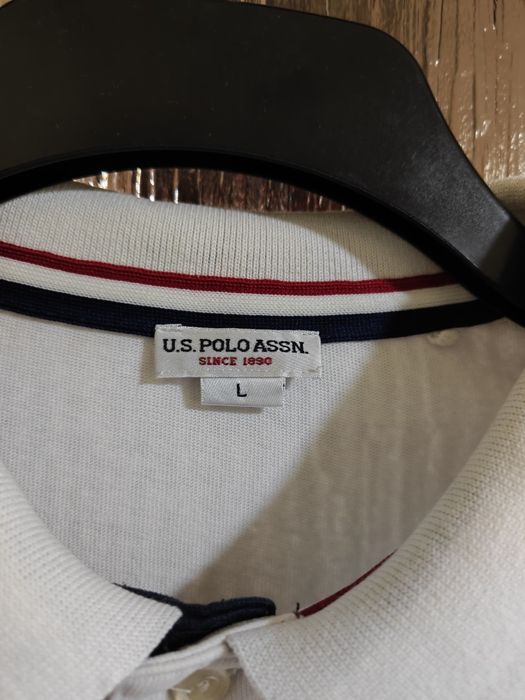 U.S. POLO ASSN.
SINCE 1890
L